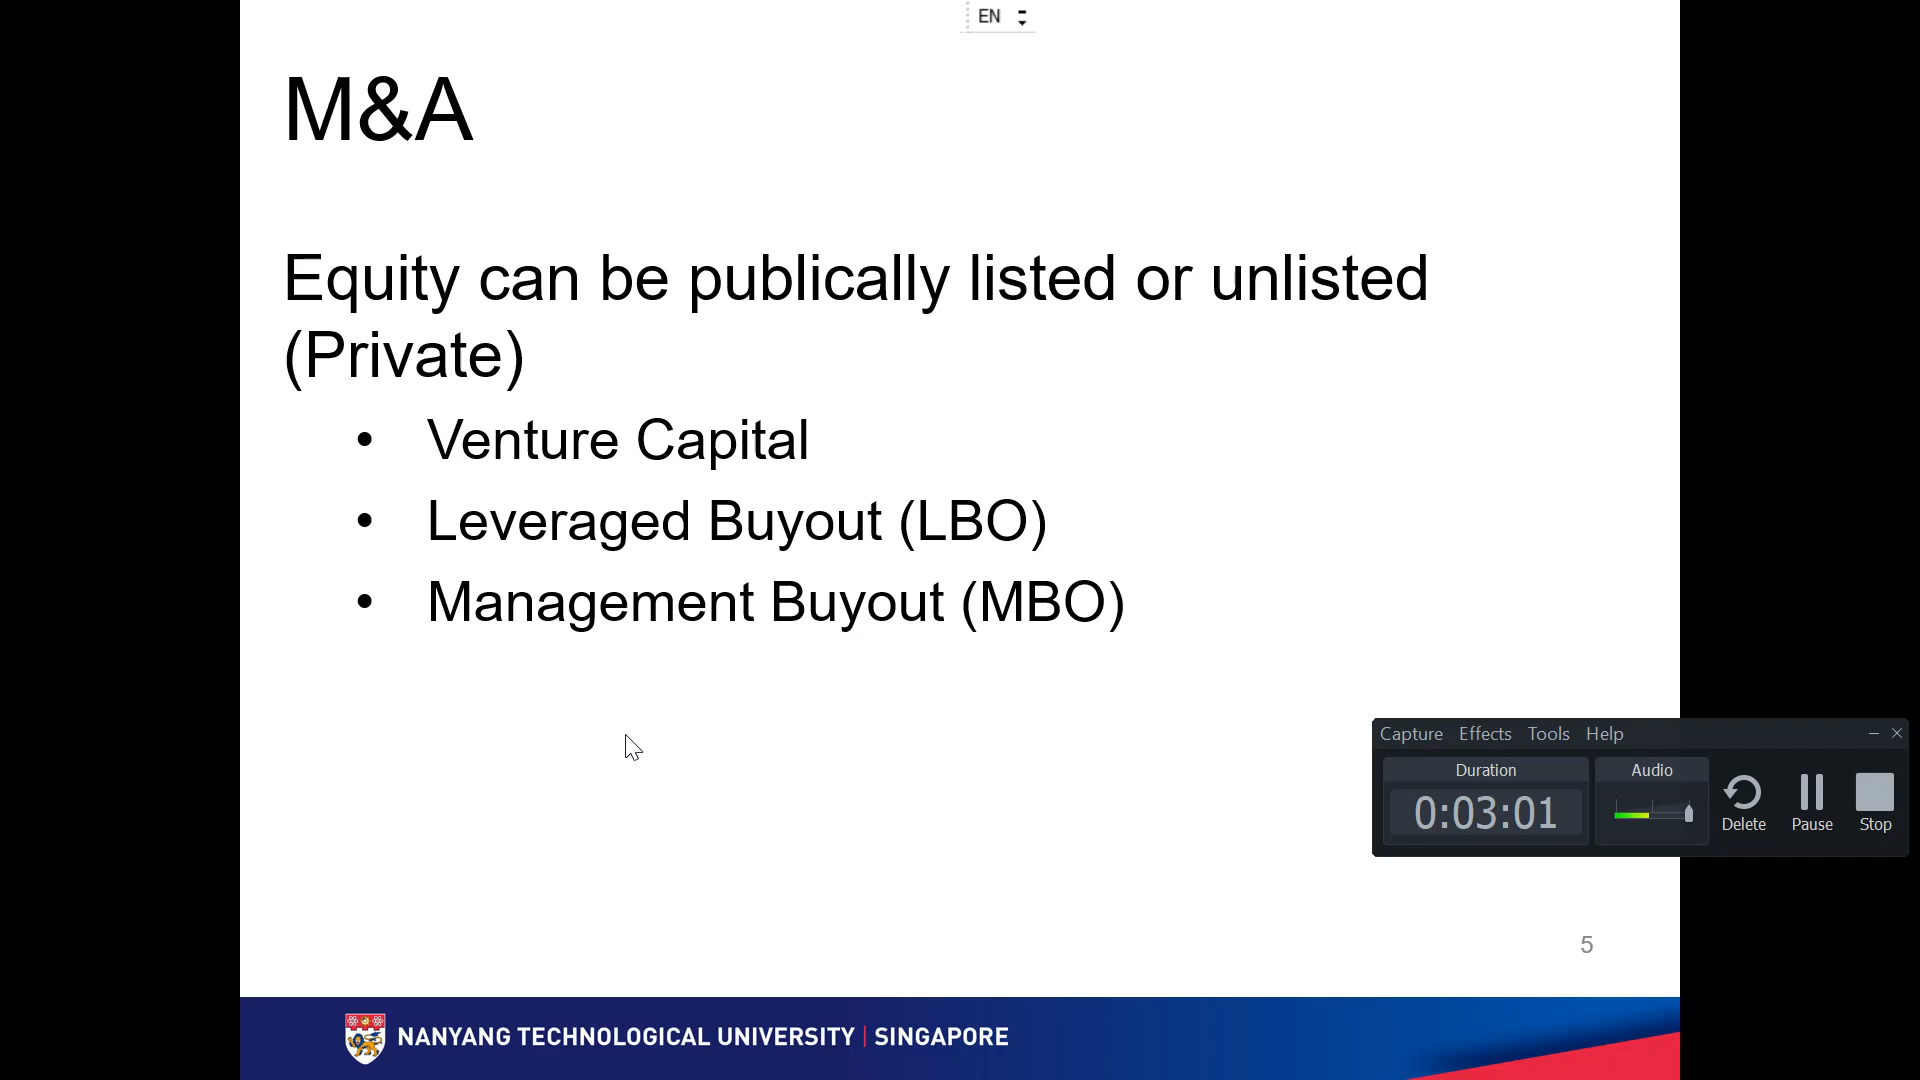 EN
M&A
Equity can be publically listed or unlisted
(Private)
• Venture Capital
• Leveraged Buyout (LBO)
• Management Buyout (MBO)
Capture Effects Tools Help
Duration
Audio
0:03:01
Delete Pause Stop
5
NANYANG TECHNOLOGICAL UNIVERSITY | SINGAPORE